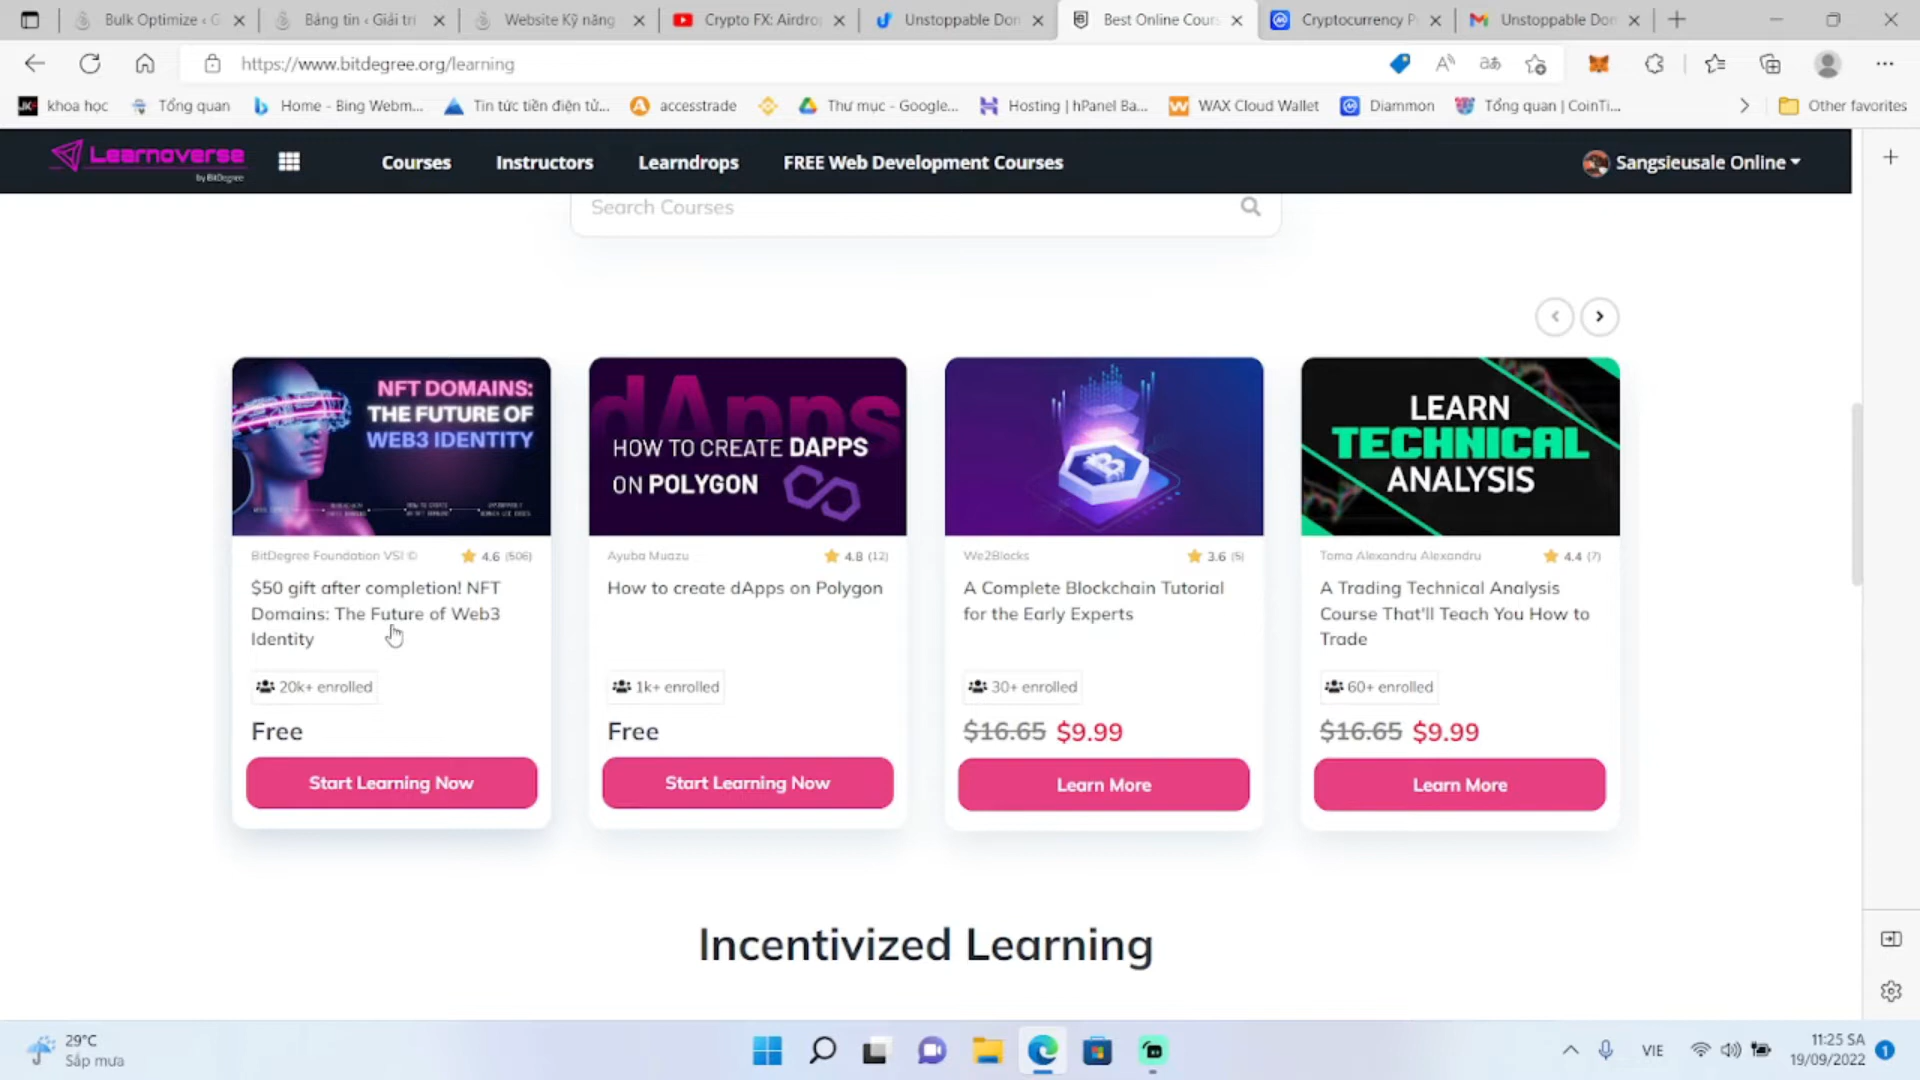 Bulk Optimize ‹ G
Bảng tin ‹ Giải trí
Website Kỹ năng
Crypto FX: Airdro
Unstoppable Don
Best Online Cours
Cryptocurrency P
Unstoppable Don
https://www.bitdegree.org/learning
khoa học
Tổng quan
Home - Bing Webm...
Tin tức tiền điện tử...
accesstrade
Thư mục - Google...
Hosting | hPanel Ba...
WAX Cloud Wallet
Diammon
Tổng quan | CoinTi...
Other favorites
Learnoverse
by BitDegree
Courses
Instructors
Learndrops
FREE Web Development Courses
Sangsieusale Online
Search Courses
NFT DOMAINS:
THE FUTURE OF
WEB3 IDENTITY
BitDegree Foundation VSI ©
4.6 (506)
$50 gift after completion! NFT
Domains: The Future of Web3
Identity
20k+ enrolled
Free
Start Learning Now
dApps
HOW TO CREATE DAPPS
ON POLYGON
Ayuba Muazu
4.8 (12)
How to create dApps on Polygon
1k+ enrolled
Free
Start Learning Now
We2Blocks
3.6 (5)
A Complete Blockchain Tutorial
for the Early Experts
30+ enrolled
$16.65 $9.99
Learn More
LEARN
TECHNICAL
ANALYSIS
Toma Alexandru Alexandru
4.4 (7)
A Trading Technical Analysis
Course That'll Teach You How to
Trade
60+ enrolled
$16.65 $9.99
Learn More
Incentivized Learning
29°C
Sắp mưa
VIE
11:25 SA
19/09/2022
1